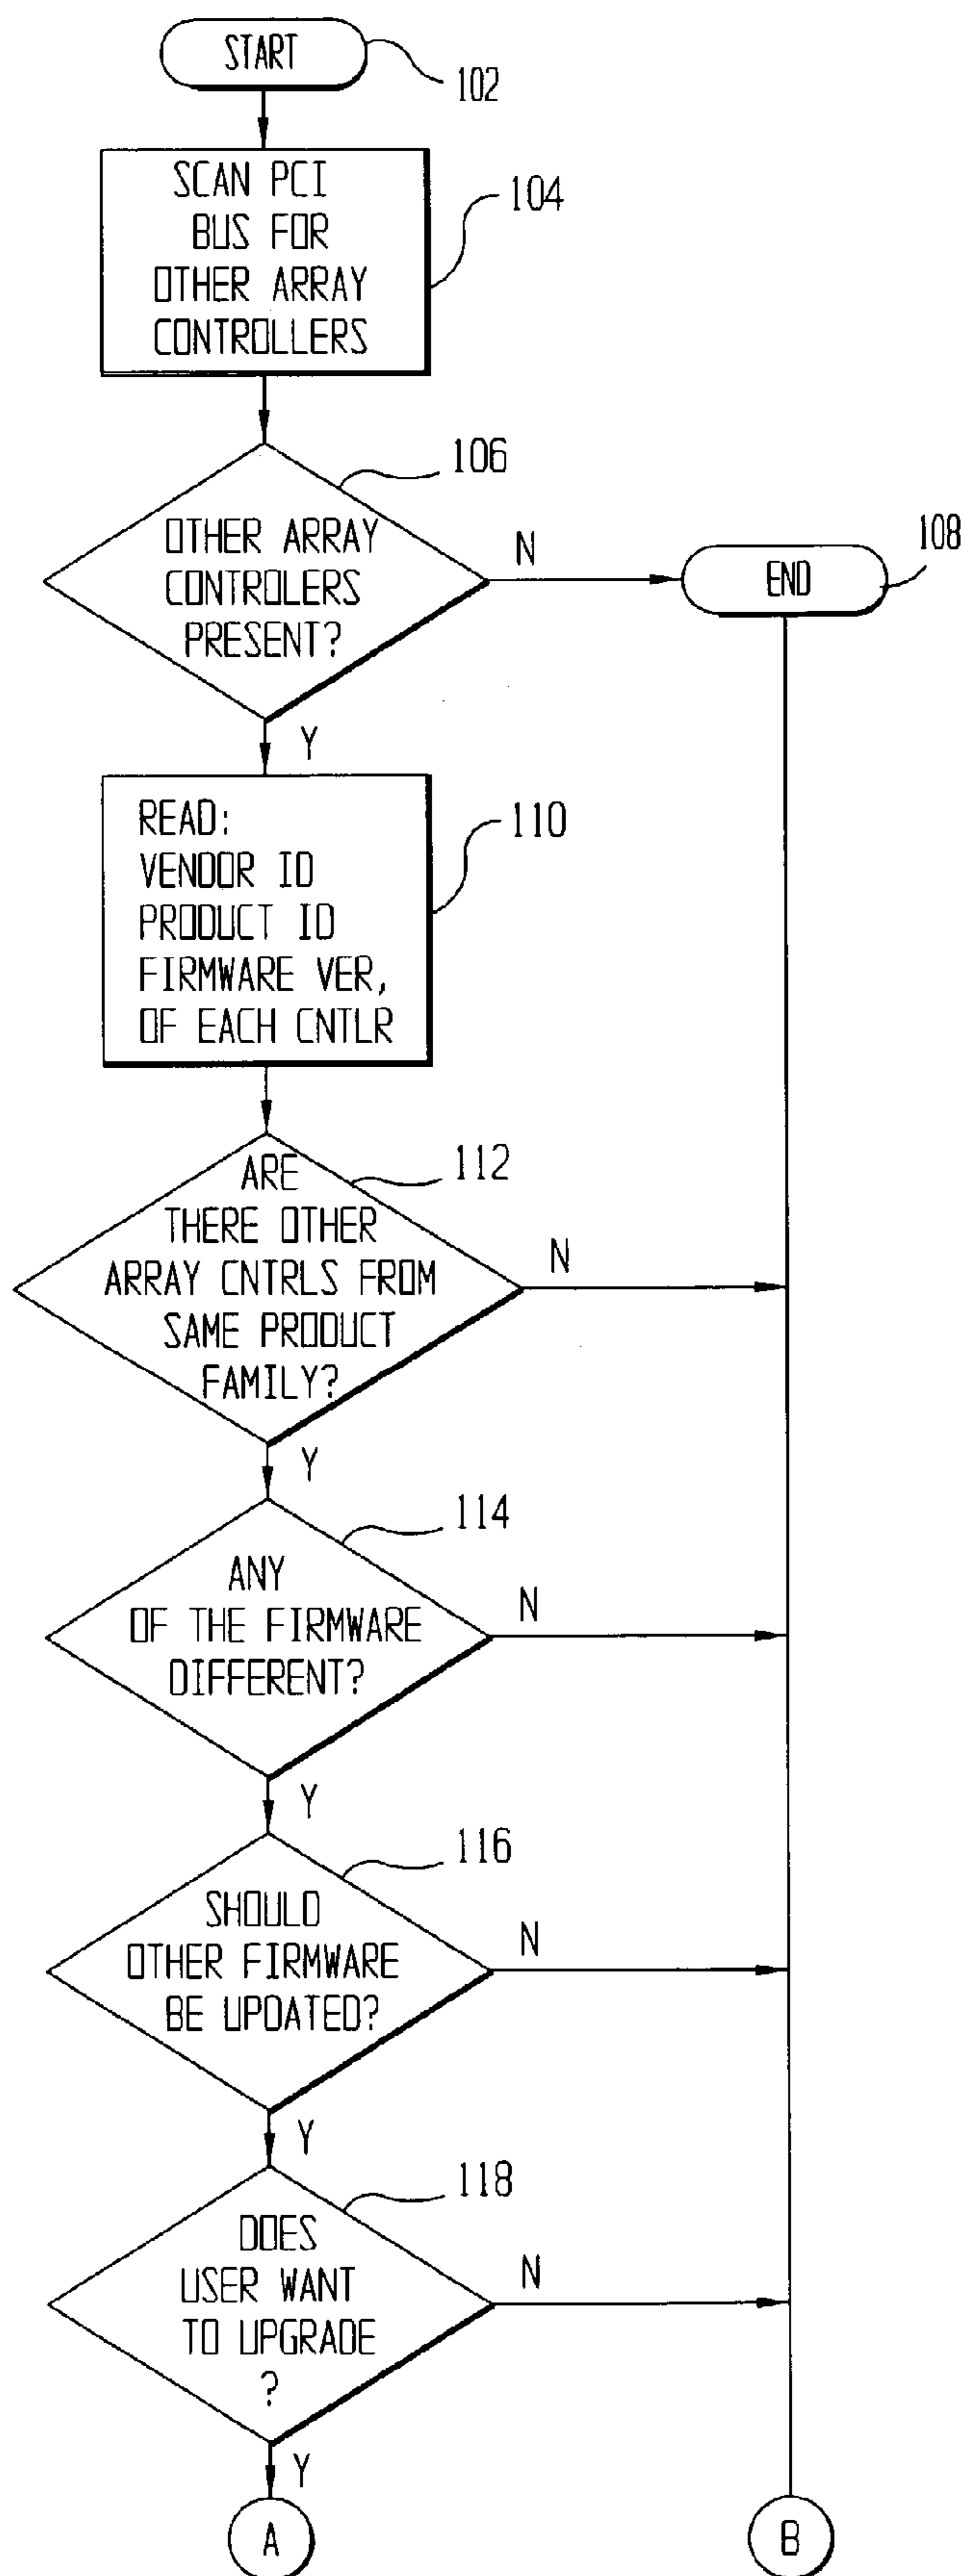 START
102
SCAN PCI
BUS FOR
OTHER ARRAY
CONTROLLERS
104
106
OTHER ARRAY
CONTROLERS
PRESENT?
N
END
108
Y
READ:
VENDOR ID
PRODUCT ID
FIRMWARE VER,
OF EACH CNTLR
110
ARE
THERE OTHER
ARRAY CNTRLS FROM
SAME PRODUCT
FAMILY?
112
N
Y
ANY
OF THE FIRMWARE
DIFFERENT?
114
N
Y
SHOULD
OTHER FIRMWARE
BE UPDATED?
116
N
Y
DOES
USER WANT
TO UPGRADE
?
118
N
Y
A
B